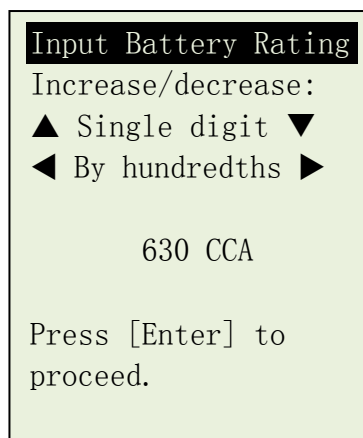 Input Battery Rating
Increase/decrease:
▲ Single digit ▼
◀ By hundredths ▶
630 CCA
Press [Enter] to
proceed.